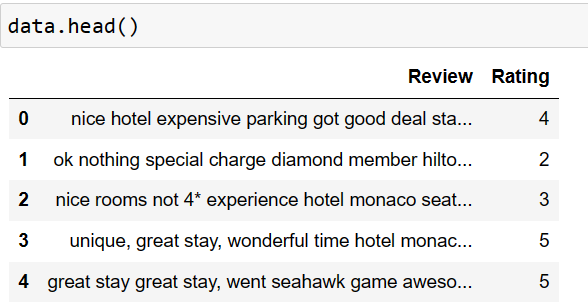 data.head()
Review Rating
0 nice hotel expensive parking got good deal sta... 4
1 ok nothing special charge diamond member hilto... 2
2 nice rooms not 4* experience hotel monaco seat... 3
3 unique, great stay, wonderful time hotel monac... 5
4 great stay great stay, went seahawk game aweso... 5